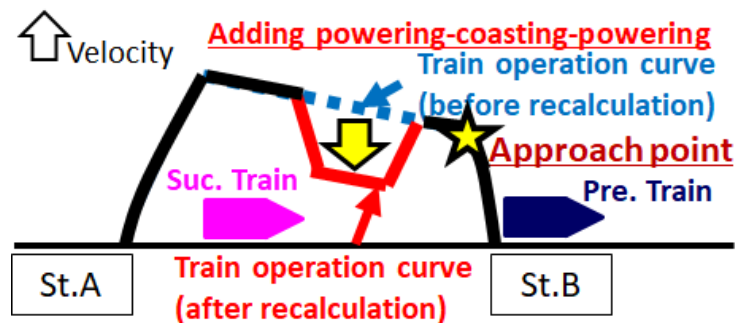 Adding powering-coasting-powering
Velocity
Train operation curve
(before recalculation)
Approach point
Suc. Train
Pre. Train
St.A
Train operation curve
(after recalculation)
St.B